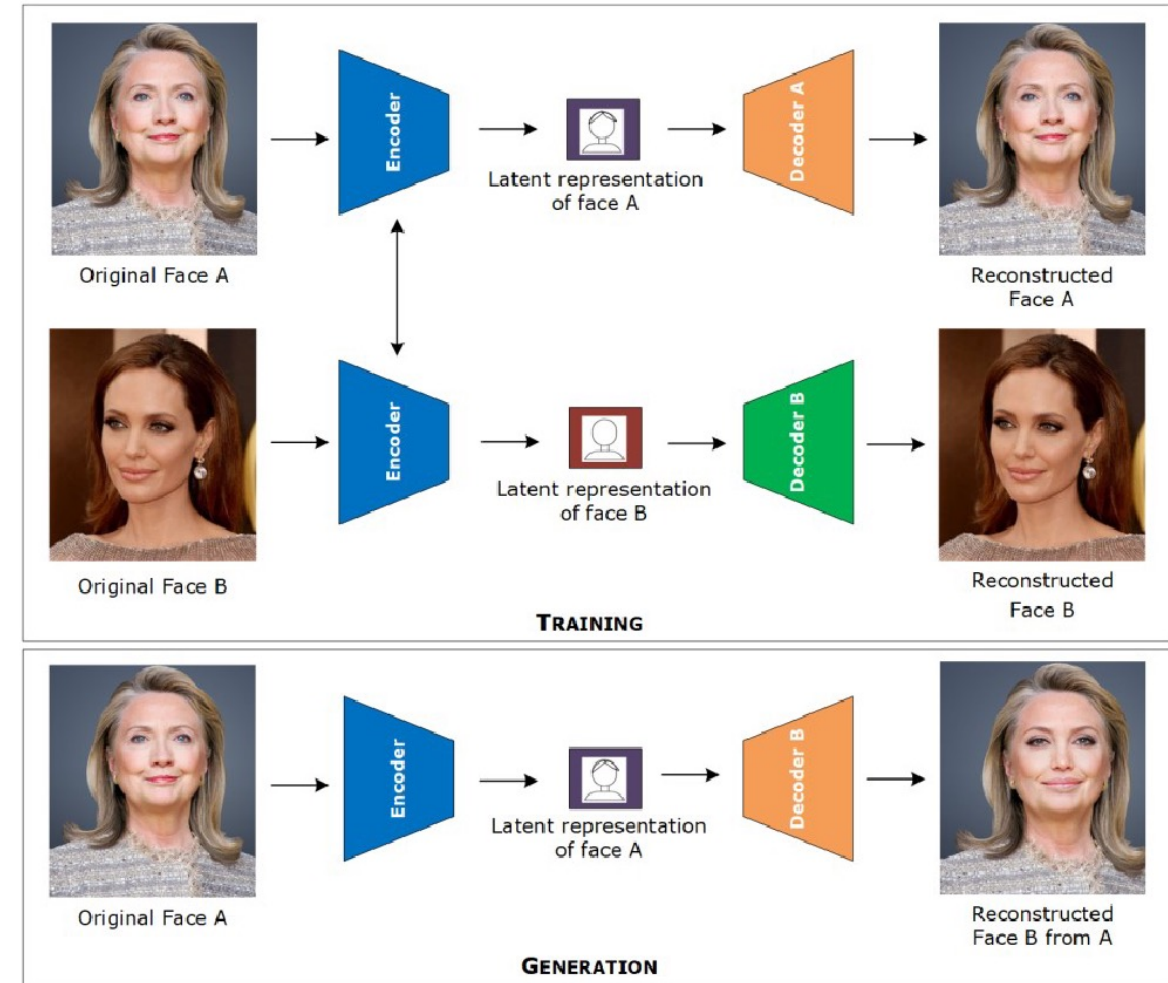 Encoder
Latent representation
of face A
Decoder A
Original Face A
Reconstructed
Face A
Encoder
Latent representation
of face B
Decoder B
Original Face B
Reconstructed
Face B
TRAINING
Encoder
Latent representation
of face A
Decoder B
Original Face A
Reconstructed
Face B from A
GENERATION